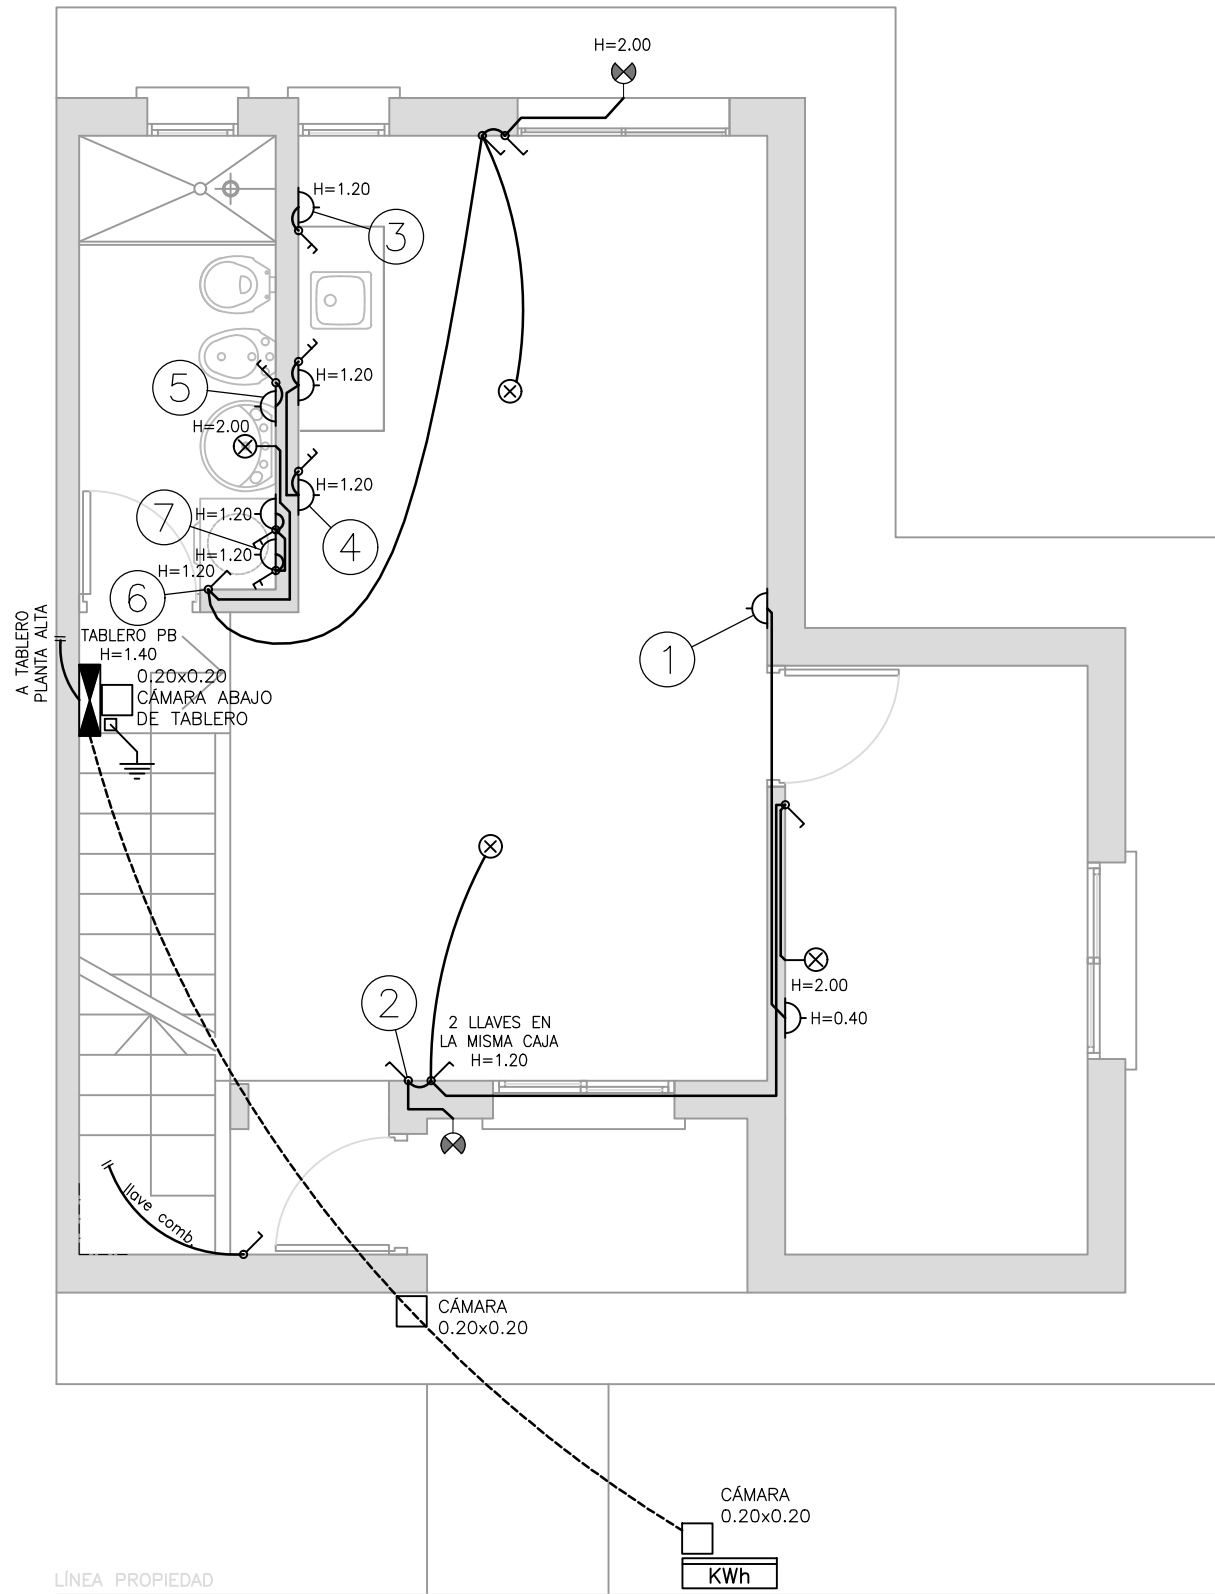 H=2.00
H=1.20
3
H=1.20
5
H=2.00
H=1.20
7
H=1.20
4
H=1.20
H=1.20
6
A TABLERO
PLANTA ALTA
TABLERO PB
H=1.40
0.20x0.20
CÁMARA ABAJO
DE TABLERO
1
H=2.00
H=0.40
2
2 LLAVES EN
LA MISMA CAJA
H=1.20
llave comb.
CÁMARA
0.20x0.20
CÁMARA
0.20x0.20
KWh
LÍNEA PROPIEDAD